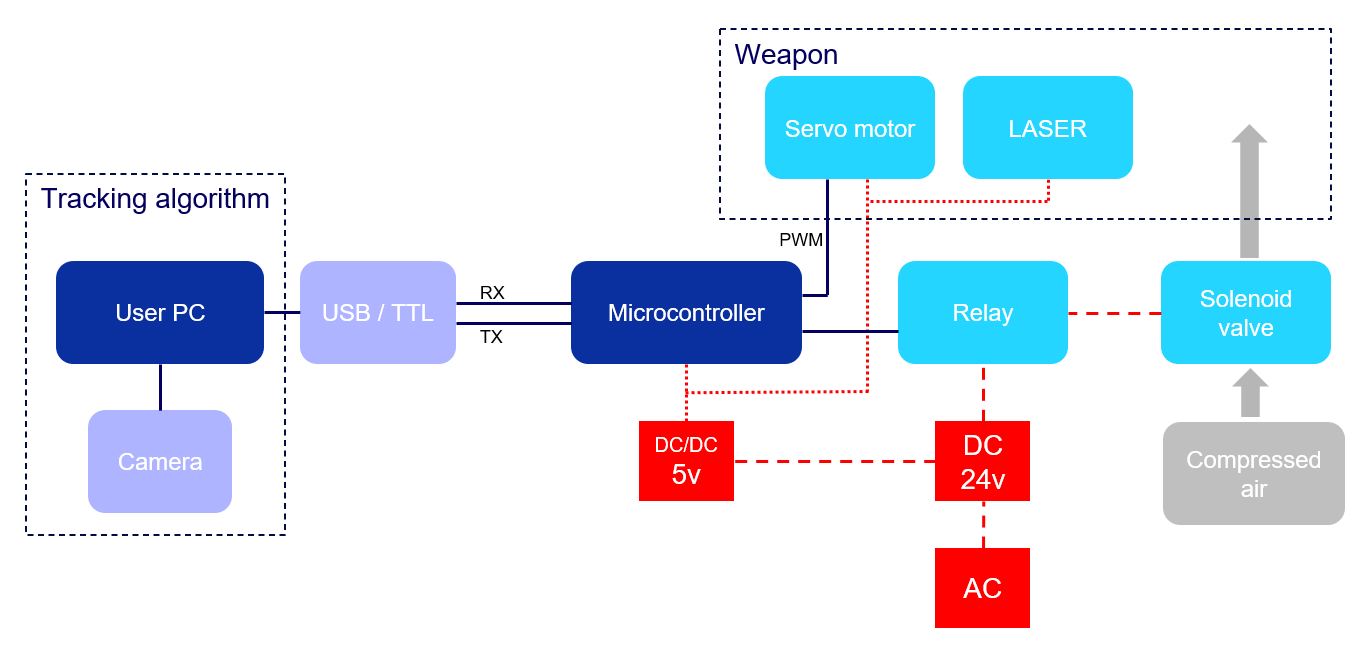 Weapon
Servo motor
LASER
Tracking algorithm
PWM
User PC
USB / TTL
RX
TX
Microcontroller
Relay
Solenoid
valve
Camera
DC/DC
5v
DC
24v
Compressed
air
AC